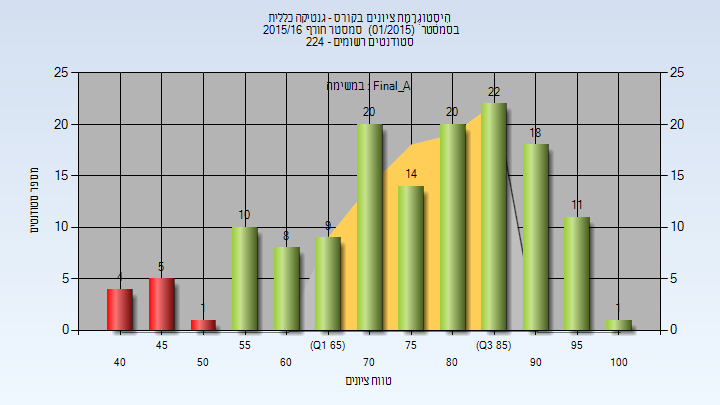 היסטוגרמת ציונים בקורס - גנטיקה כללית
בסמסטר (01/2015) סמסטר חורף 2015/16
סטודנטים רשומים - 224
במשימה : Final_A
מספר סטודנטים
25 25
20 20
15 15
10 10
5 5
0 0
4 5 1 10 8 9 20 14 20 22 18 11 1
45 55 (Q1 65) 75 (Q3 85) 95
40 50 60 70 80 90 100
טווח ציונים